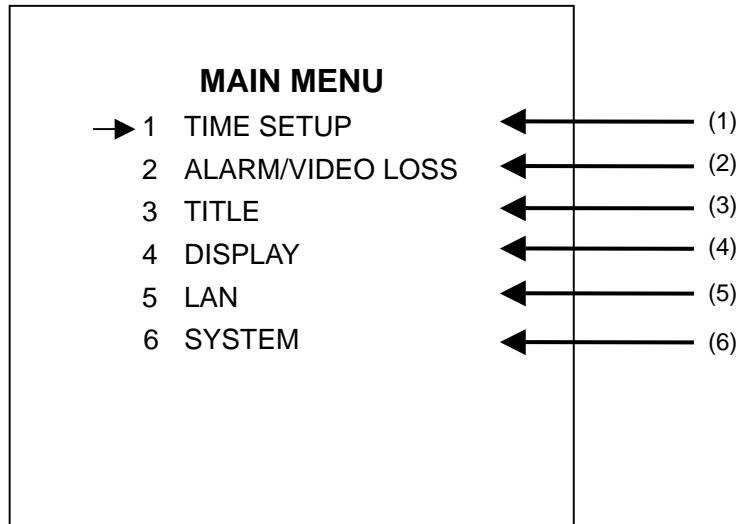 MAIN MENU
1 TIME SETUP (1)
2 ALARM/VIDEO LOSS (2)
3 TITLE (3)
4 DISPLAY (4)
5 LAN (5)
6 SYSTEM (6)